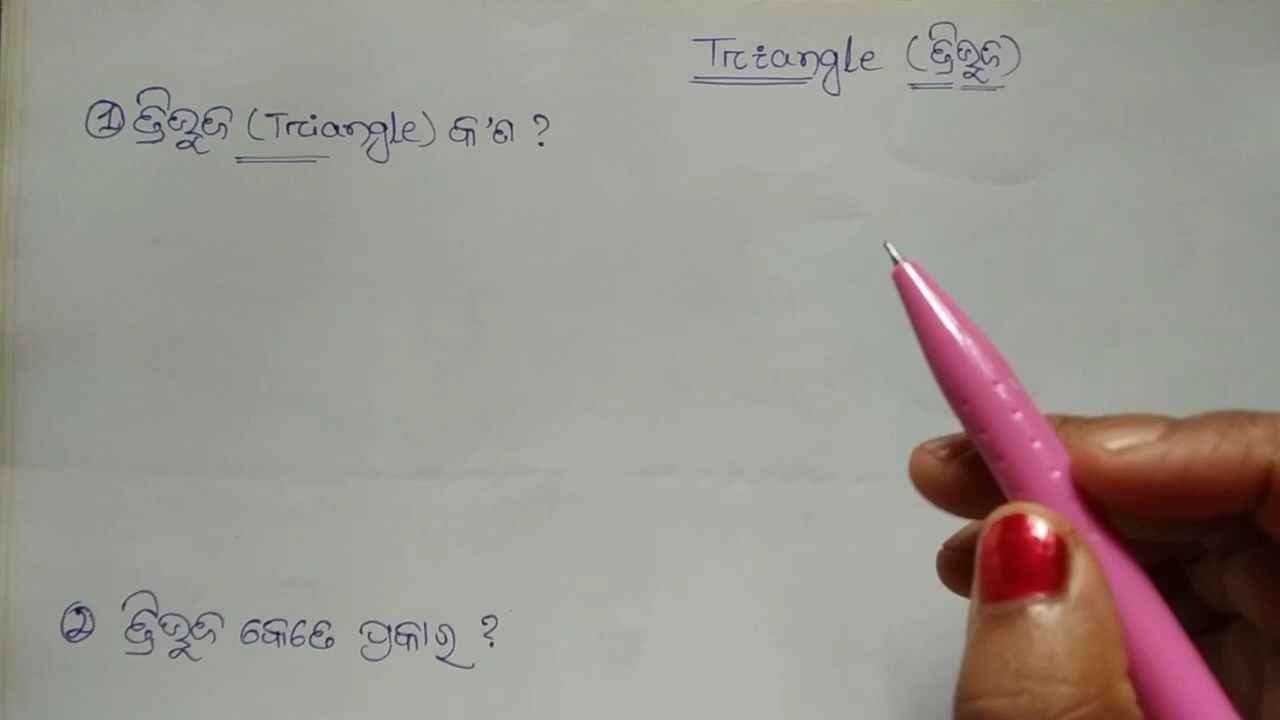 Triangle (ତ୍ରିଭୁଜ)
① ତ୍ରିଭୁଜ (Triangle) କ'ଣ ?
② ତ୍ରିଭୁଜ କେତେ ପ୍ରକାର ?